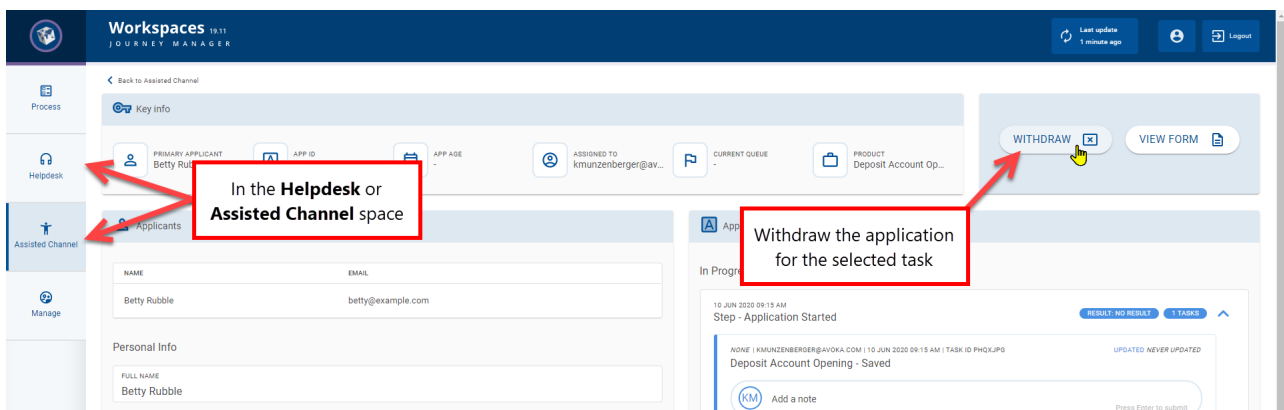 Workspaces 19.11
JOURNEY MANAGER
Last update
1 minute ago
Logout
Process
Helpdesk
Assisted Channel
Manage
Back to Assisted Channel
Key info
PRIMARY APPLICANT
Betty Rub
APP ID
APP AGE
-
ASSIGNED TO
kmunzenberger@av...
CURRENT QUEUE
-
PRODUCT
Deposit Account Op...
WITHDRAW
VIEW FORM
In the Helpdesk or
Assisted Channel space
Withdraw the application
for the selected task
Applicants
NAME
EMAIL
Betty Rubble
betty@example.com
Personal Info
FULL NAME
Betty Rubble
A App
In Progre
10 JUN 2020 09:15 AM
Step - Application Started
RESULT: NO RESULT
1 TASKS
NONE | KMUNZENBERGER@AVOKA.COM | 10 JUN 2020 09:15 AM | TASK ID PHQXJPG
UPDATED NEVER UPDATED
Deposit Account Opening - Saved
KM Add a note
Press Enter to submit